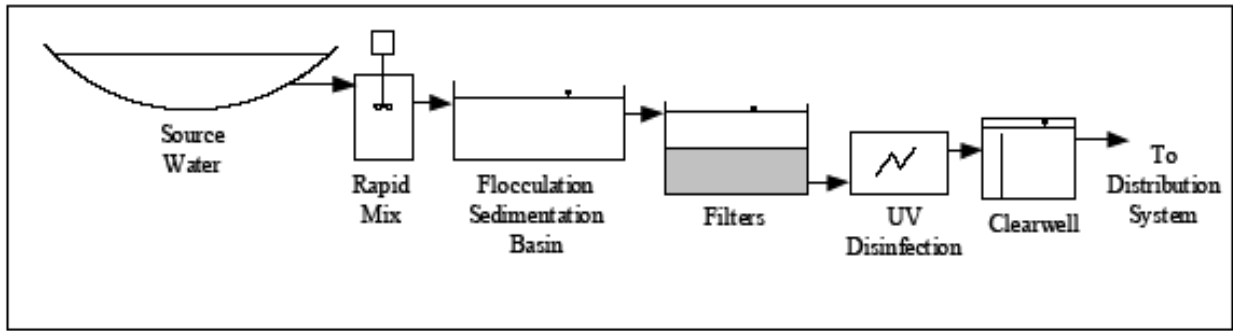 Source
Water
Rapid
Mix
Flocculation
Sedimentation
Basin
Filters
UV
Disinfection
Clearwell
To
Distribution
System